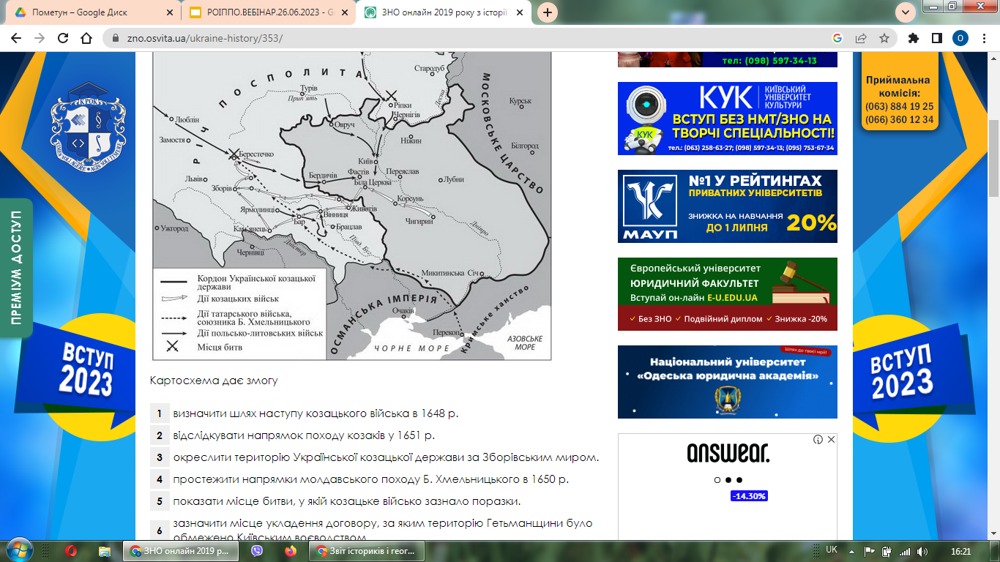 Пометун – Google Диск
РОІППО.ВЕБІНАР.26.06.2023 - G
ЗНО онлайн 2019 року з історії
zno.osvita.ua/ukraine-history/353/
О
КРОК
ПРЕМІУМ ДОСТУП
ВСТУП
2023
РІЧ ПОСПОЛИТА
МОСКОВСЬКЕ ЦАРСТВО
Стародуб
Турів
Прип'ять
Десна
Ріпки
Чернігів
Курськ
Люблін
Овруч
Замостя
Ніжин
Білгород
Берестечко
Київ
Львів
Бердичів
Фастів
Переяслав
Лубни
Зборів
Біла Церква
Корсунь
Ярмолинці
Животів
Вінниця
Чигирин
Бар
Ужгород
Кам'янець
Брацлав
Дніпро
Півд. Буг
Чернівці
Дністер
Микитинська Січ
ОСМАНСЬКА ІМПЕРІЯ
Кримське ханство
Очаків
Перекоп
ЧОРНЕ МОРЕ
АЗОВСЬКЕ
МОРЕ
Кордон Української козацької
держави
Дії козацьких військ
Дії татарського війська,
союзника Б. Хмельницького
Дії польсько-литовських військ
Місця битв
Картосхема дає змогу
1 визначити шлях наступу козацького війська в 1648 р.
2 відслідкувати напрямок походу козаків у 1651 р.
3 окреслити територію Української козацької держави за Зборівським миром.
4 простежити напрямки молдавського походу Б. Хмельницького в 1650 р.
5 показати місце битви, у якій козацьке військо зазнало поразки.
6 зазначити місце укладення договору, за яким територію Гетьманщини було
обмежено Київським воєводством
тел: (098) 597-34-13
КУК
КИЇВСЬКИЙ
УНІВЕРСИТЕТ
КУЛЬТУРИ
ВСТУП БЕЗ НМТ/ЗНО НА
ТВОРЧІ СПЕЦІАЛЬНОСТІ!
КУК
тел.: (063) 258-63-27; (098) 597-34-13; (095) 753-67-34
№1 У РЕЙТИНГАХ
ПРИВАТНИХ УНІВЕРСИТЕТІВ
ЗНИЖКА НА НАВЧАННЯ
ДО 1 ЛИПНЯ
20%
МАУП
Європейський університет
ЮРИДИЧНИЙ ФАКУЛЬТЕТ
Вступай он-лайн E-U.EDU.UA
Без ЗНО
Подвійний диплом
Знижка -20%
Шлях до твоєї мрії!
Національний університет
«Одеська юридична академія»
answear.
-14.30%
Приймальна
комісія:
(063) 884 19 25
(066) 360 12 34
ВСТУП
2023
ЗНО онлайн 2019 р...
Звіт істориків і геог...
UK
16:21